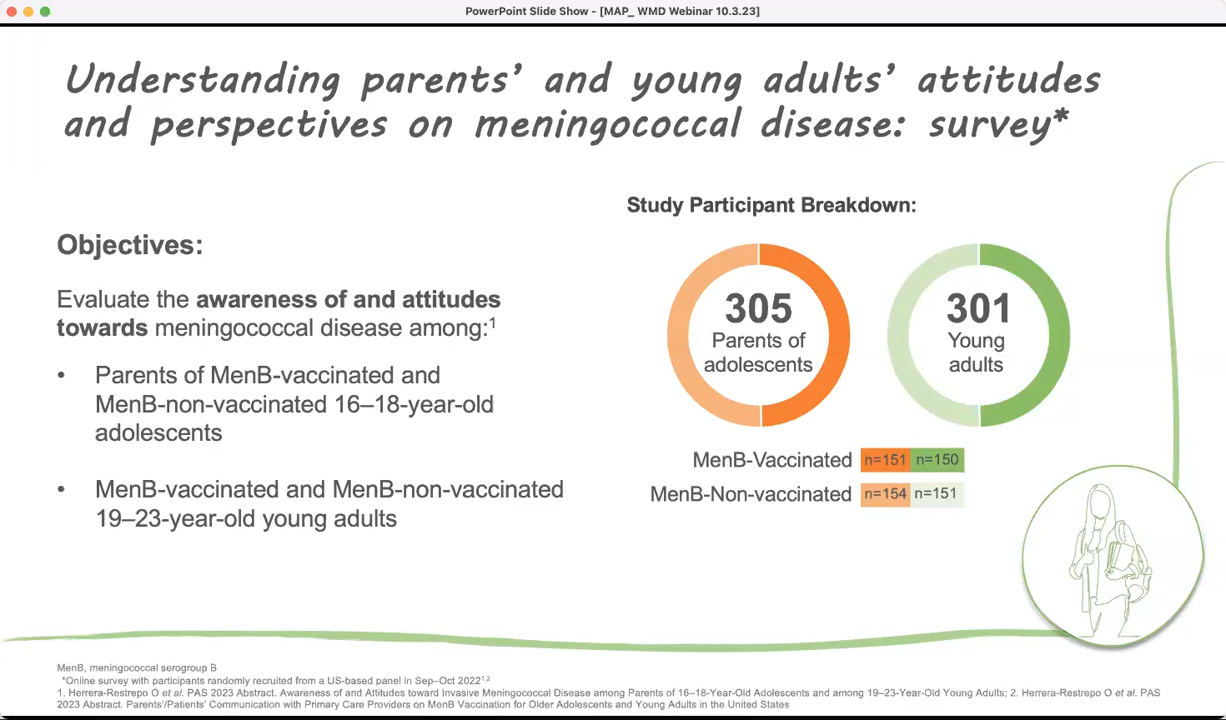 PowerPoint Slide Show - [MAP_ WMD Webinar 10.3.23]
Understanding parents’ and young adults’ attitudes
and perspectives on meningococcal disease: survey*
Objectives:
Evaluate the awareness of and attitudes
towards meningococcal disease among:¹
• Parents of MenB-vaccinated and
MenB-non-vaccinated 16–18-year-old
adolescents
• MenB-vaccinated and MenB-non-vaccinated
19–23-year-old young adults
Study Participant Breakdown:
305
Parents of
adolescents
301
Young
adults
MenB-Vaccinated n=151 n=150
MenB-Non-vaccinated n=154 n=151
MenB, meningococcal serogroup B
*Online survey with participants randomly recruited from a US-based panel in Sep–Oct 2022¹·²
1. Herrera-Restrepo O et al. PAS 2023 Abstract. Awareness of and Attitudes toward Invasive Meningococcal Disease among Parents of 16–18-Year-Old Adolescents and among 19–23-Year-Old Young Adults; 2. Herrera-Restrepo O et al. PAS
2023 Abstract. Parents’/Patients’ Communication with Primary Care Providers on MenB Vaccination for Older Adolescents and Young Adults in the United States